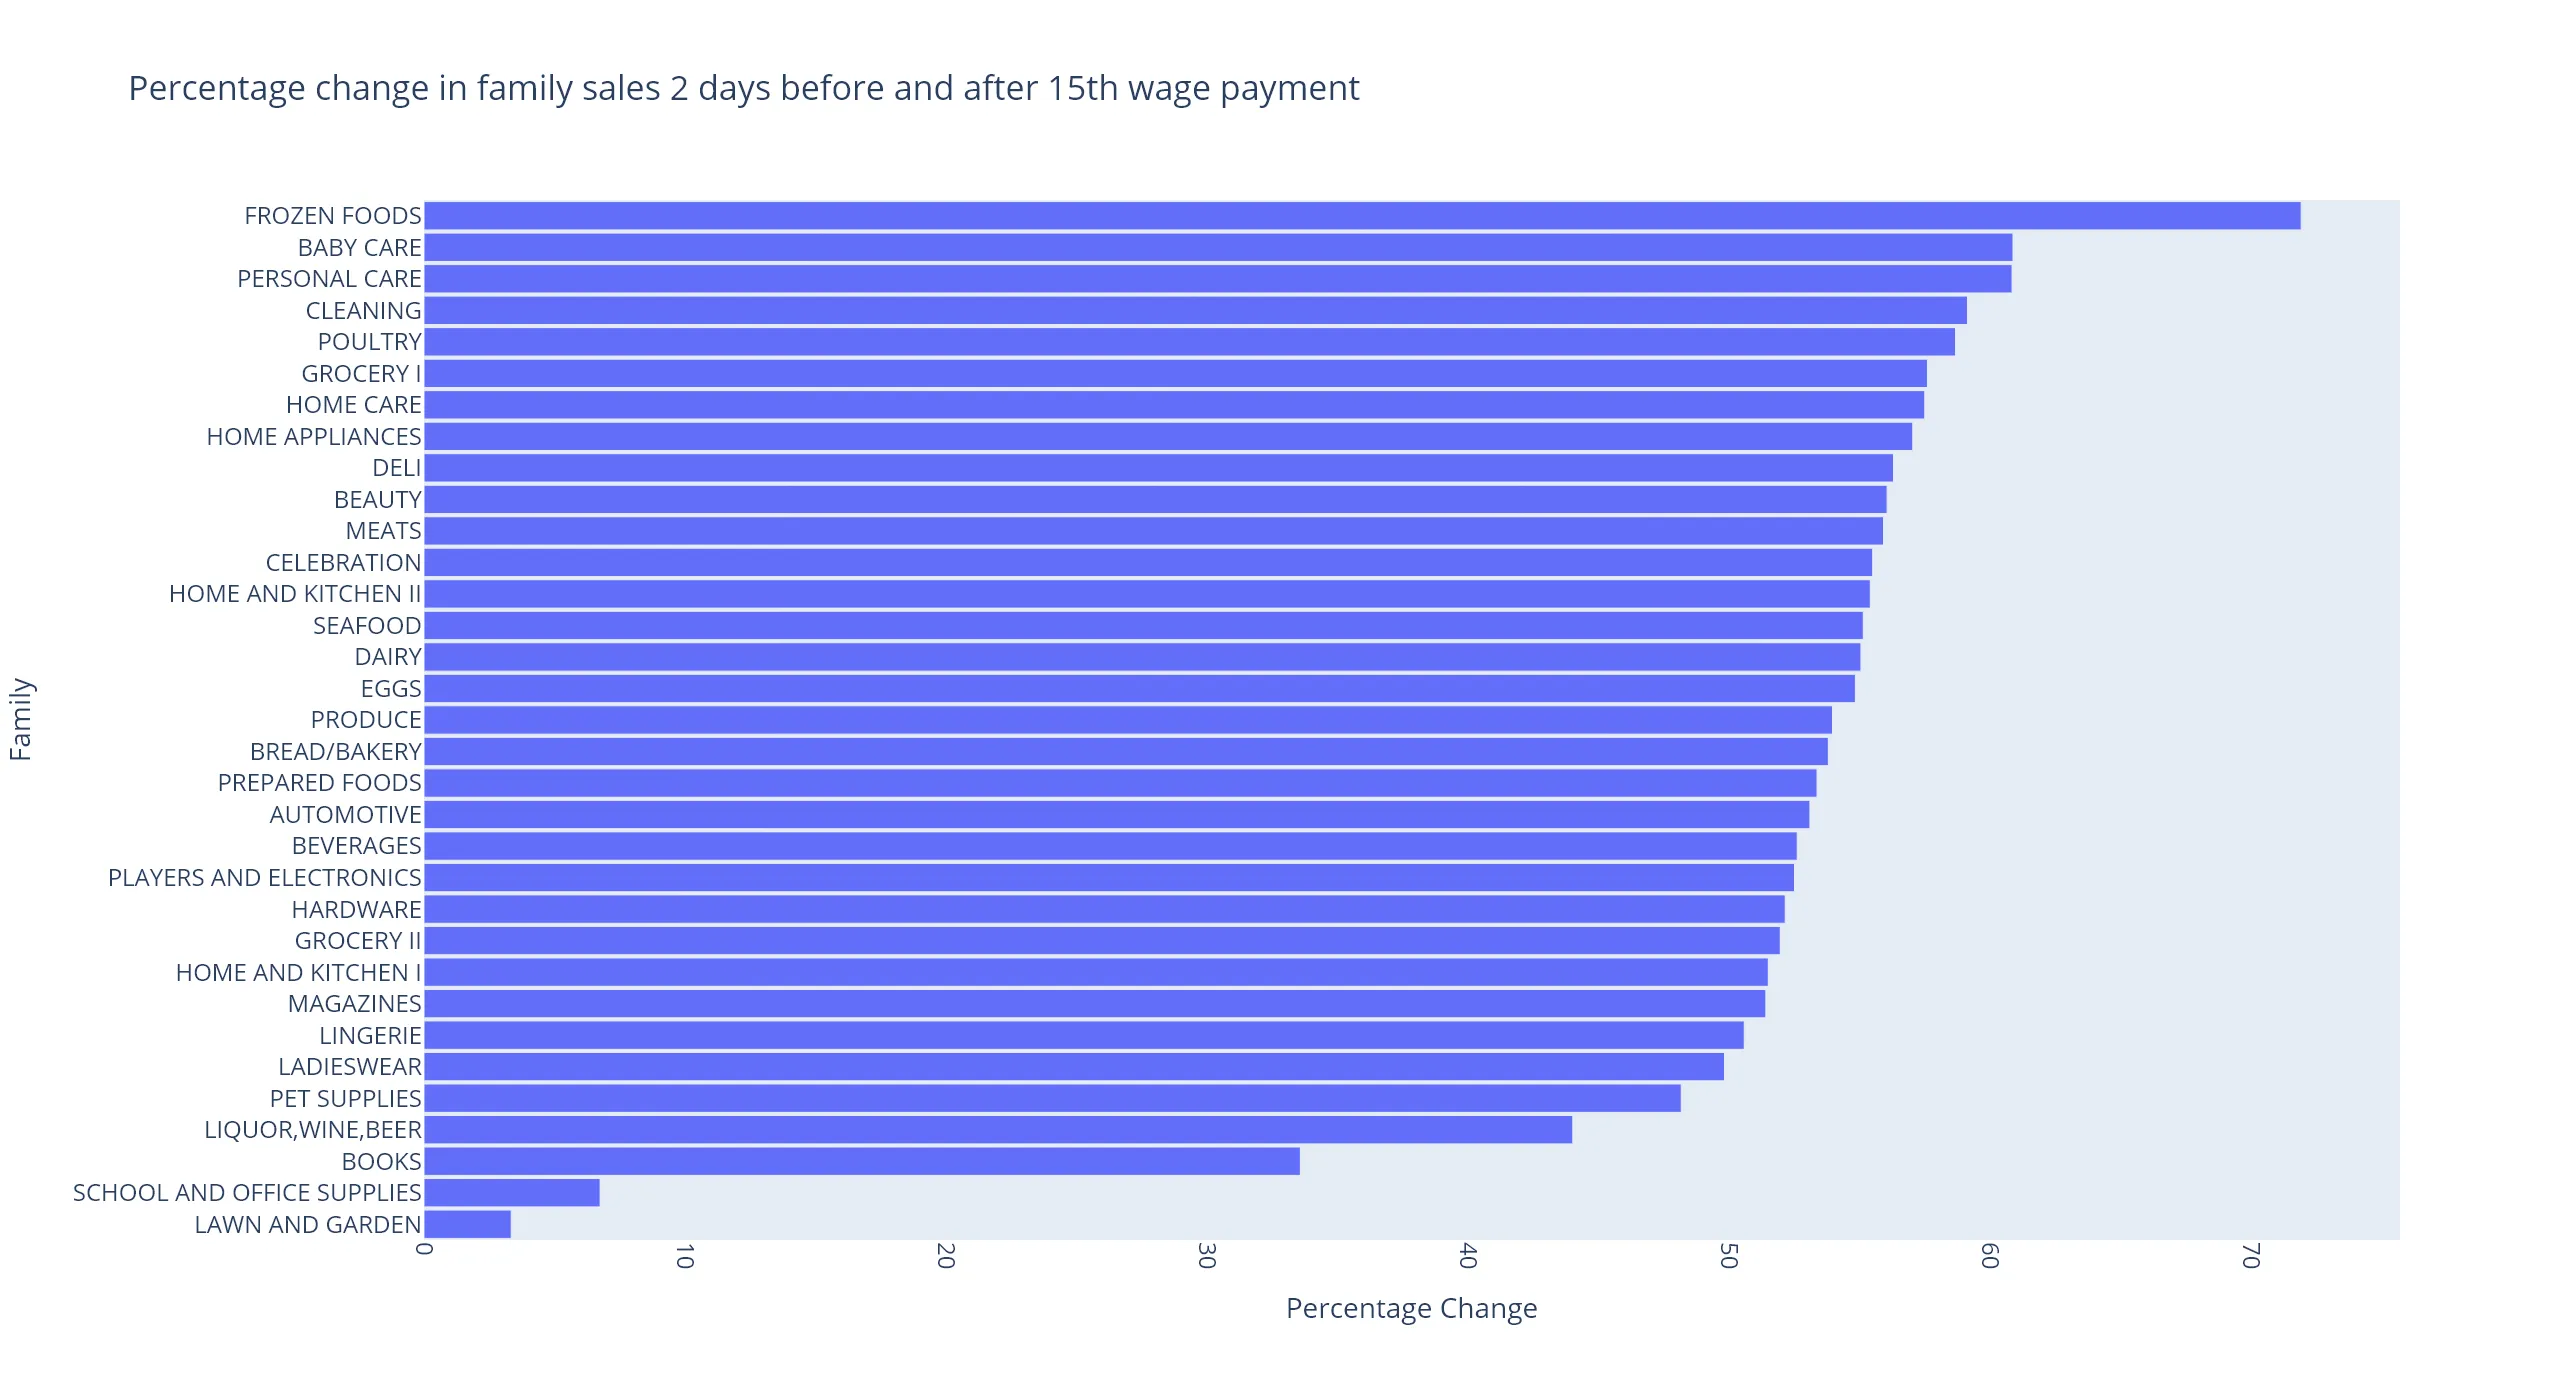 Percentage change in family sales 2 days before and after 15th wage payment
Family
FROZEN FOODS
BABY CARE
PERSONAL CARE
CLEANING
POULTRY
GROCERY I
HOME CARE
HOME APPLIANCES
DELI
BEAUTY
MEATS
CELEBRATION
HOME AND KITCHEN II
SEAFOOD
DAIRY
EGGS
PRODUCE
BREAD/BAKERY
PREPARED FOODS
AUTOMOTIVE
BEVERAGES
PLAYERS AND ELECTRONICS
HARDWARE
GROCERY II
HOME AND KITCHEN I
MAGAZINES
LINGERIE
LADIESWEAR
PET SUPPLIES
LIQUOR,WINE,BEER
BOOKS
SCHOOL AND OFFICE SUPPLIES
LAWN AND GARDEN
0
10
20
30
40
50
60
70
Percentage Change